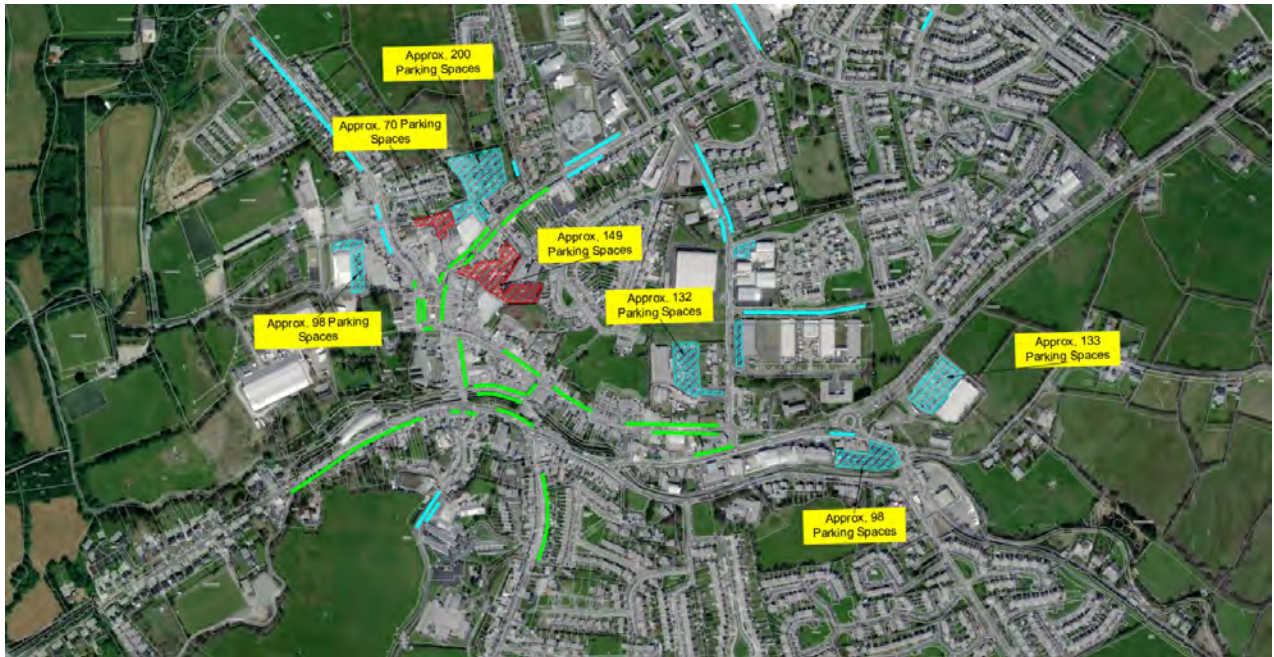 Approx. 200
Parking Spaces
Approx. 70 Parking
Spaces
Approx, 149
Parking Spaces
Approx. 132
Parking Spaces
Approx. 98 Parking
Spaces
Approx, 133
Parking Spaces
Approx. 98
Parking Spaces